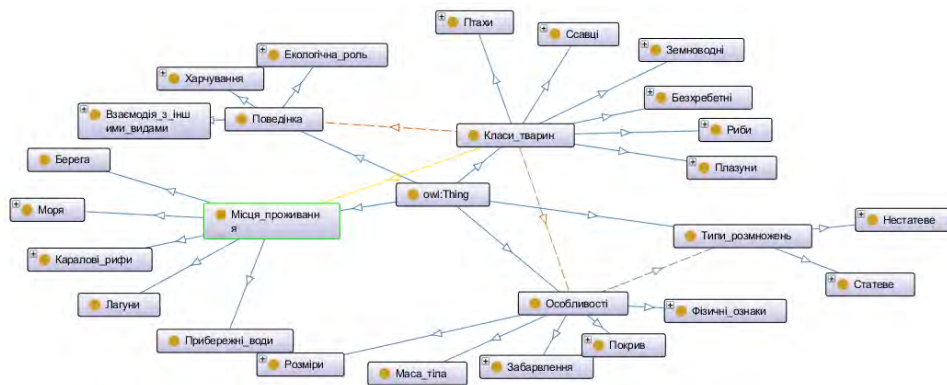 Птахи
Ссавці
Екологічна_роль
Земноводні
Харчування
Безхребетні
Взаємодія_з_інш
ими_видами
Поведінка
Риби
Класи_тварин
Берега
Плазуни
owl:Thing
Моря
Місця_проживанн
я
Нестатеве
Типи_розмножень
Каралові_рифи
Статеве
Лагуни
Особливості
Фізичні_ознаки
Прибережні_води
Покрив
Розміри
Забарвлення
Маса_тіла